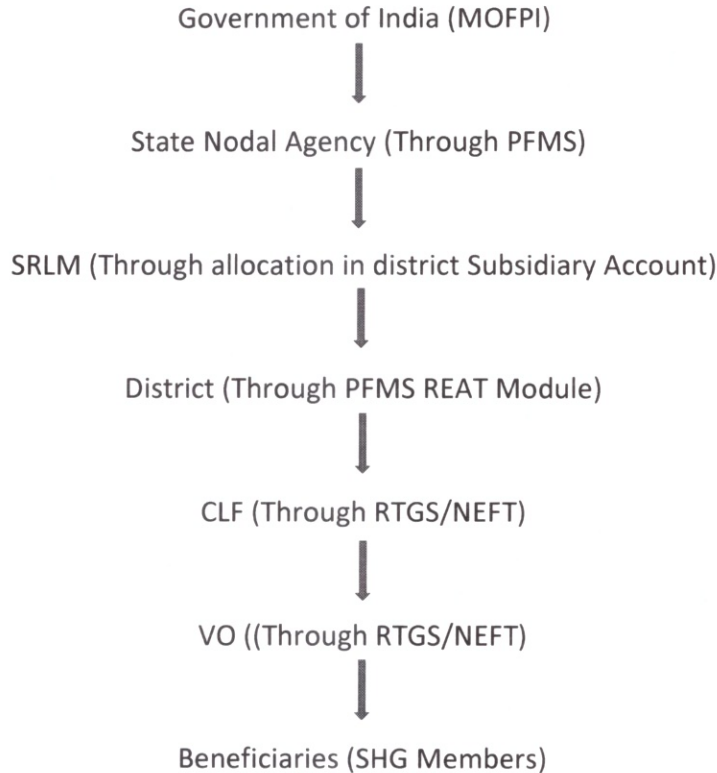 Government of India (MOFPI)
State Nodal Agency (Through PFMS)
SRLM (Through allocation in district Subsidiary Account)
District (Through PFMS REAT Module)
CLF (Through RTGS/NEFT)
VO ((Through RTGS/NEFT)
Beneficiaries (SHG Members)